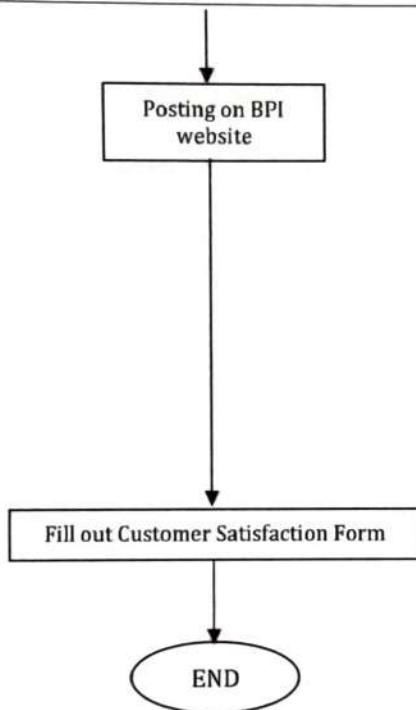 Posting on BPI
website
Fill out Customer Satisfaction Form
END